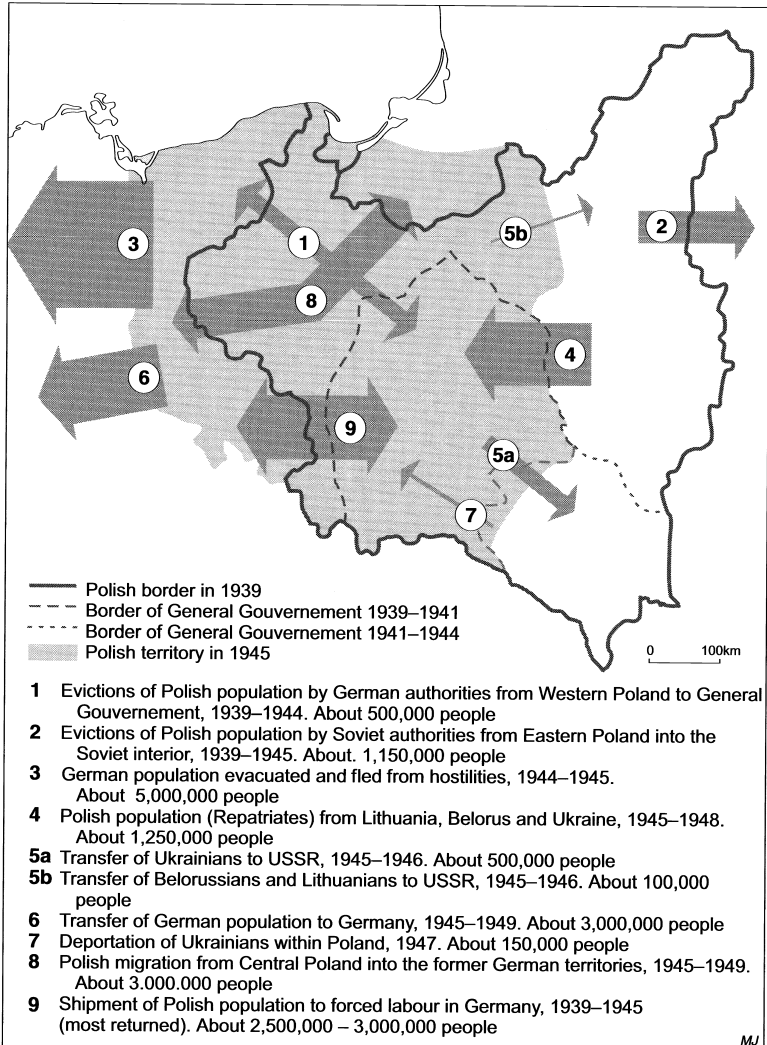 1
2
3
4
5a
5b
6
7
8
9
Polish border in 1939
Border of General Gouvernement 1939–1941
Border of General Gouvernement 1941–1944
Polish territory in 1945
0 100km
1 Evictions of Polish population by German authorities from Western Poland to General
Gouvernement, 1939–1944. About 500,000 people
2 Evictions of Polish population by Soviet authorities from Eastern Poland into the
Soviet interior, 1939–1945. About. 1,150,000 people
3 German population evacuated and fled from hostilities, 1944–1945.
About 5,000,000 people
4 Polish population (Repatriates) from Lithuania, Belorus and Ukraine, 1945–1948.
About 1,250,000 people
5a Transfer of Ukrainians to USSR, 1945–1946. About 500,000 people
5b Transfer of Belorussians and Lithuanians to USSR, 1945–1946. About 100,000
people
6 Transfer of German population to Germany, 1945–1949. About 3,000,000 people
7 Deportation of Ukrainians within Poland, 1947. About 150,000 people
8 Polish migration from Central Poland into the former German territories, 1945–1949.
About 3.000.000 people
9 Shipment of Polish population to forced labour in Germany, 1939–1945
(most returned). About 2,500,000 – 3,000,000 people
MJ